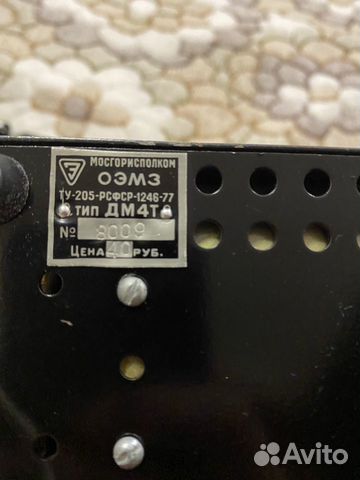 МОСГОРИСПОЛКОМ
ОЭМЗ
ТУ-205-РСФСР-1246-77
ТИП ДМ4Т
№ 8009
ЦЕНА 40 РУБ.
Avito